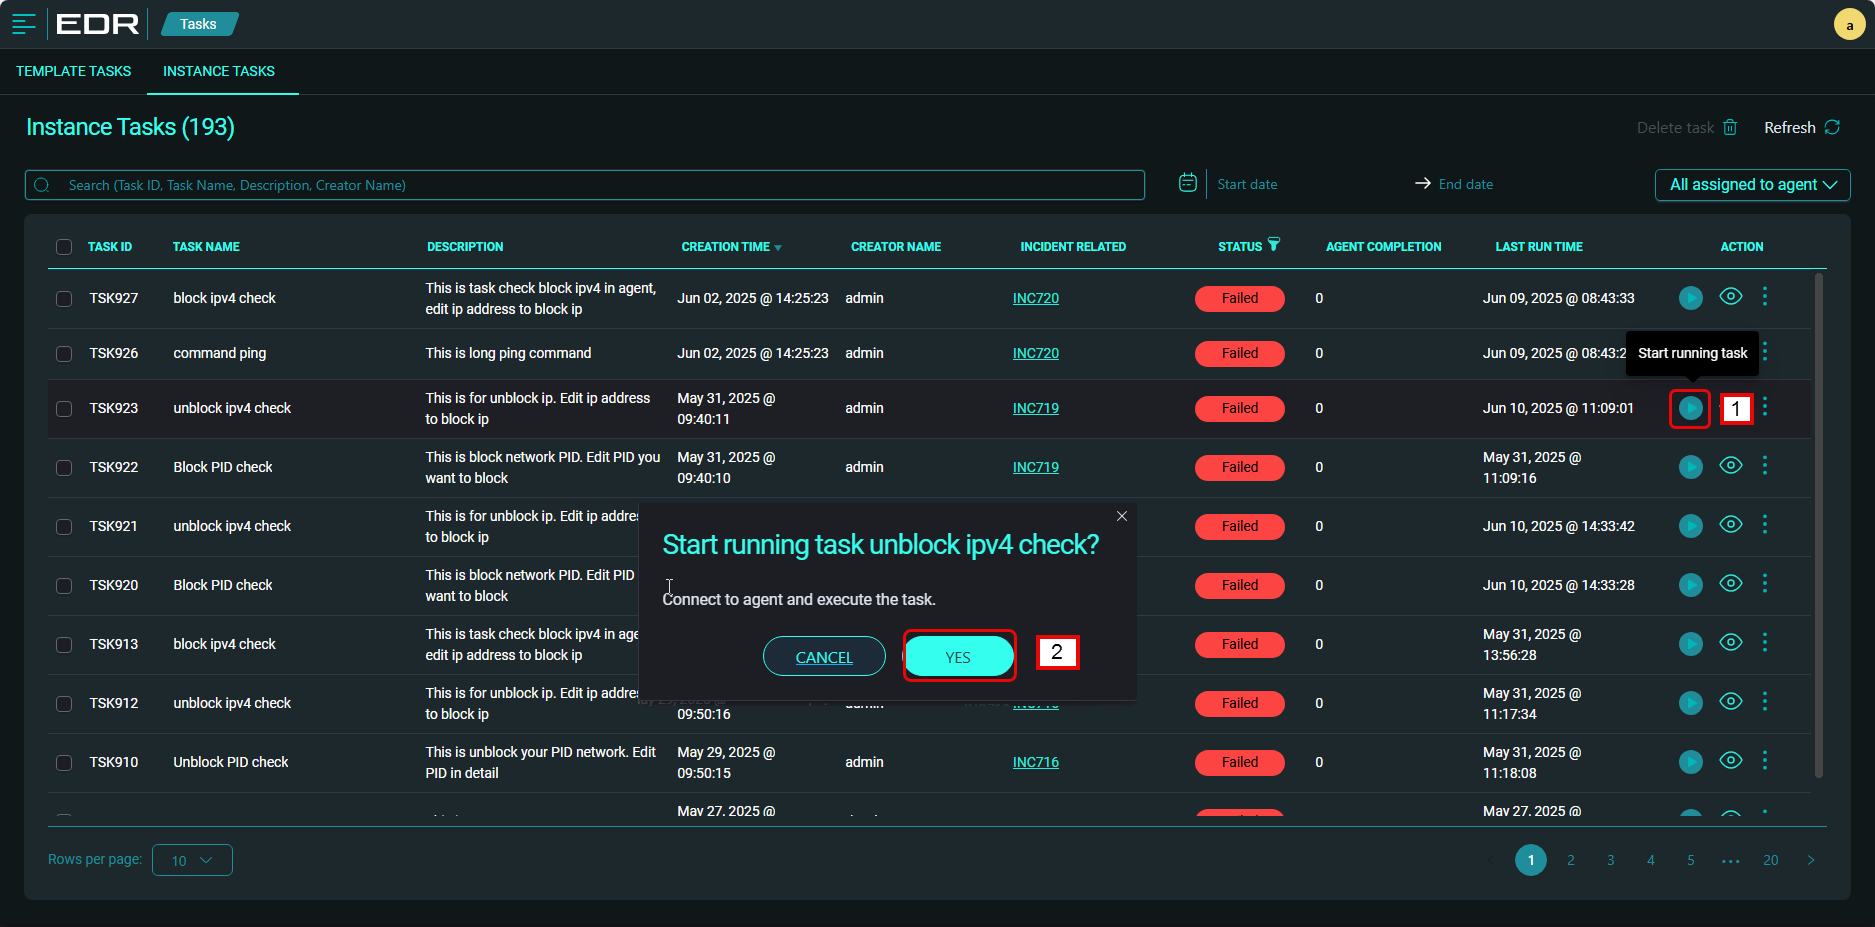 EDR
Tasks
a
TEMPLATE TASKS
INSTANCE TASKS
Instance Tasks (193)
Delete task
Refresh
Search (Task ID, Task Name, Description, Creator Name)
Start date
End date
All assigned to agent
TASK ID TASK NAME DESCRIPTION CREATION TIME CREATOR NAME INCIDENT RELATED STATUS AGENT COMPLETION LAST RUN TIME ACTION
TSK927 block ipv4 check This is task check block ipv4 in agent, Jun 02, 2025 @ 14:25:23 admin INC720 Failed 0 Jun 09, 2025 @ 08:43:33
edit ip address to block ip
TSK926 command ping This is long ping command Jun 02, 2025 @ 14:25:23 admin INC720 Failed 0 Jun 09, 2025 @ 08:43:2
Start running task
TSK923 unblock ipv4 check This is for unblock ip. Edit ip address May 31, 2025 @ admin INC719 Failed 0 Jun 10, 2025 @ 11:09:01
to block ip 09:40:11
1
TSK922 Block PID check This is block network PID. Edit PID you May 31, 2025 @ admin INC719 Failed 0 May 31, 2025 @
want to block 09:40:10 11:09:16
TSK921 unblock ipv4 check This is for unblock ip. Edit ip addre Failed 0 Jun 10, 2025 @ 14:33:42
to block ip
TSK920 Block PID check This is block network PID. Edit PID Failed 0 Jun 10, 2025 @ 14:33:28
want to block
TSK913 block ipv4 check This is task check block ipv4 in age Failed 0 May 31, 2025 @
edit ip address to block ip 13:56:28
TSK912 unblock ipv4 check This is for unblock ip. Edit ip addre Failed 0 May 31, 2025 @
to block ip 09:50:16 11:17:34
TSK910 Unblock PID check This is unblock your PID network. Edit May 29, 2025 @ admin INC716 Failed 0 May 31, 2025 @
PID in detail 09:50:15 11:18:08
May 27, 2025 @ May 27, 2025 @
Start running task unblock ipv4 check?
Connect to agent and execute the task.
CANCEL
YES
2
Rows per page: 10
1 2 3 4 5 ••• 20